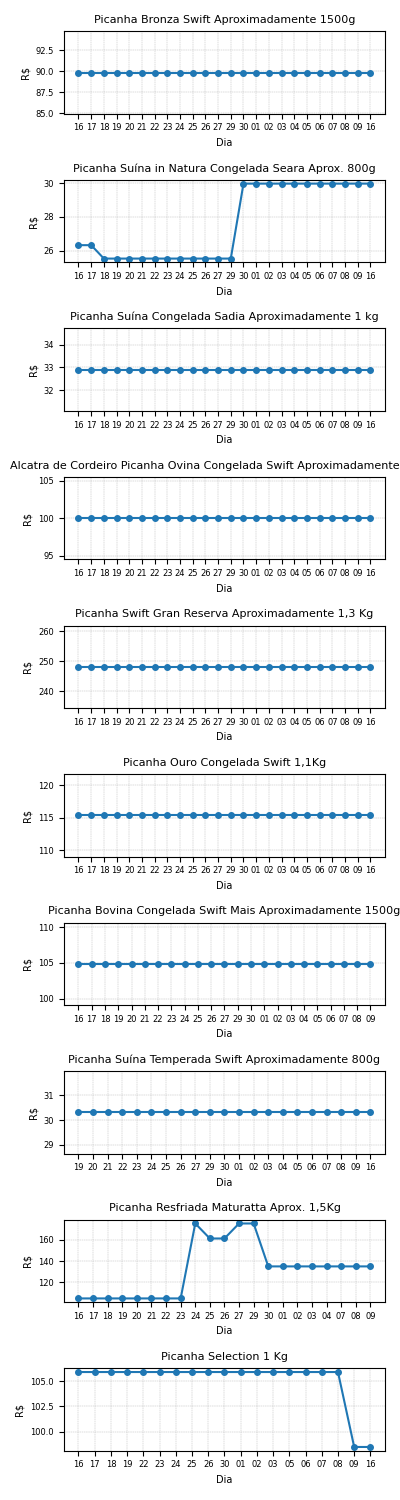 Picanha Bronza Swift Aproximadamente 1500g
92.5
90.0
87.5
85.0
R$
16 17 18 19 20 21 22 23 24 25 26 27 29 30 01 02 03 04 05 06 07 08 09 16
Dia
Picanha Suína in Natura Congelada Seara Aprox. 800g
30
28
26
R$
16 17 18 19 20 21 22 23 24 25 26 27 29 30 01 02 03 04 05 06 07 08 09 16
Dia
Picanha Suína Congelada Sadia Aproximadamente 1 kg
34
33
32
R$
16 17 18 19 20 21 22 23 24 25 26 27 29 30 01 02 03 04 05 06 07 08 09 16
Dia
Alcatra de Cordeiro Picanha Ovina Congelada Swift Aproximadamente
105
100
95
R$
16 17 18 19 20 21 22 23 24 25 26 27 29 30 01 02 03 04 05 06 07 08 09 16
Dia
Picanha Swift Gran Reserva Aproximadamente 1,3 Kg
260
250
240
R$
16 17 18 19 20 21 22 23 24 25 26 27 29 30 01 02 03 04 05 06 07 08 09 16
Dia
Picanha Ouro Congelada Swift 1,1Kg
120
115
110
R$
16 17 18 19 20 21 22 23 24 25 26 27 29 30 01 02 03 04 05 06 07 08 09 16
Dia
Picanha Bovina Congelada Swift Mais Aproximadamente 1500g
110
105
100
R$
16 17 18 19 20 21 22 23 24 25 26 27 29 30 01 02 03 04 05 06 07 08 09
Dia
Picanha Suína Temperada Swift Aproximadamente 800g
31
30
29
R$
19 20 21 22 23 24 25 26 27 29 30 01 02 03 04 05 06 07 08 09 16
Dia
Picanha Resfriada Maturatta Aprox. 1,5Kg
160
140
120
R$
16 17 18 19 20 21 22 23 24 25 26 27 29 30 01 03 04 05 07 08 09
Dia
Picanha Selection 1 Kg
105.0
102.5
100.0
R$
16 17 18 19 22 23 24 25 26 30 01 02 03 05 06 07 08 09 16
Dia